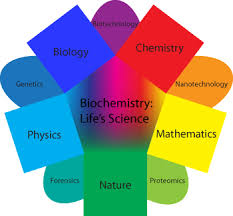 Biotechnology
Biology
Chemistry
Genetics
Nanotechnology
Biochemistry:
Life's Science
Physics
Mathematics
Forensics
Proteomics
Nature